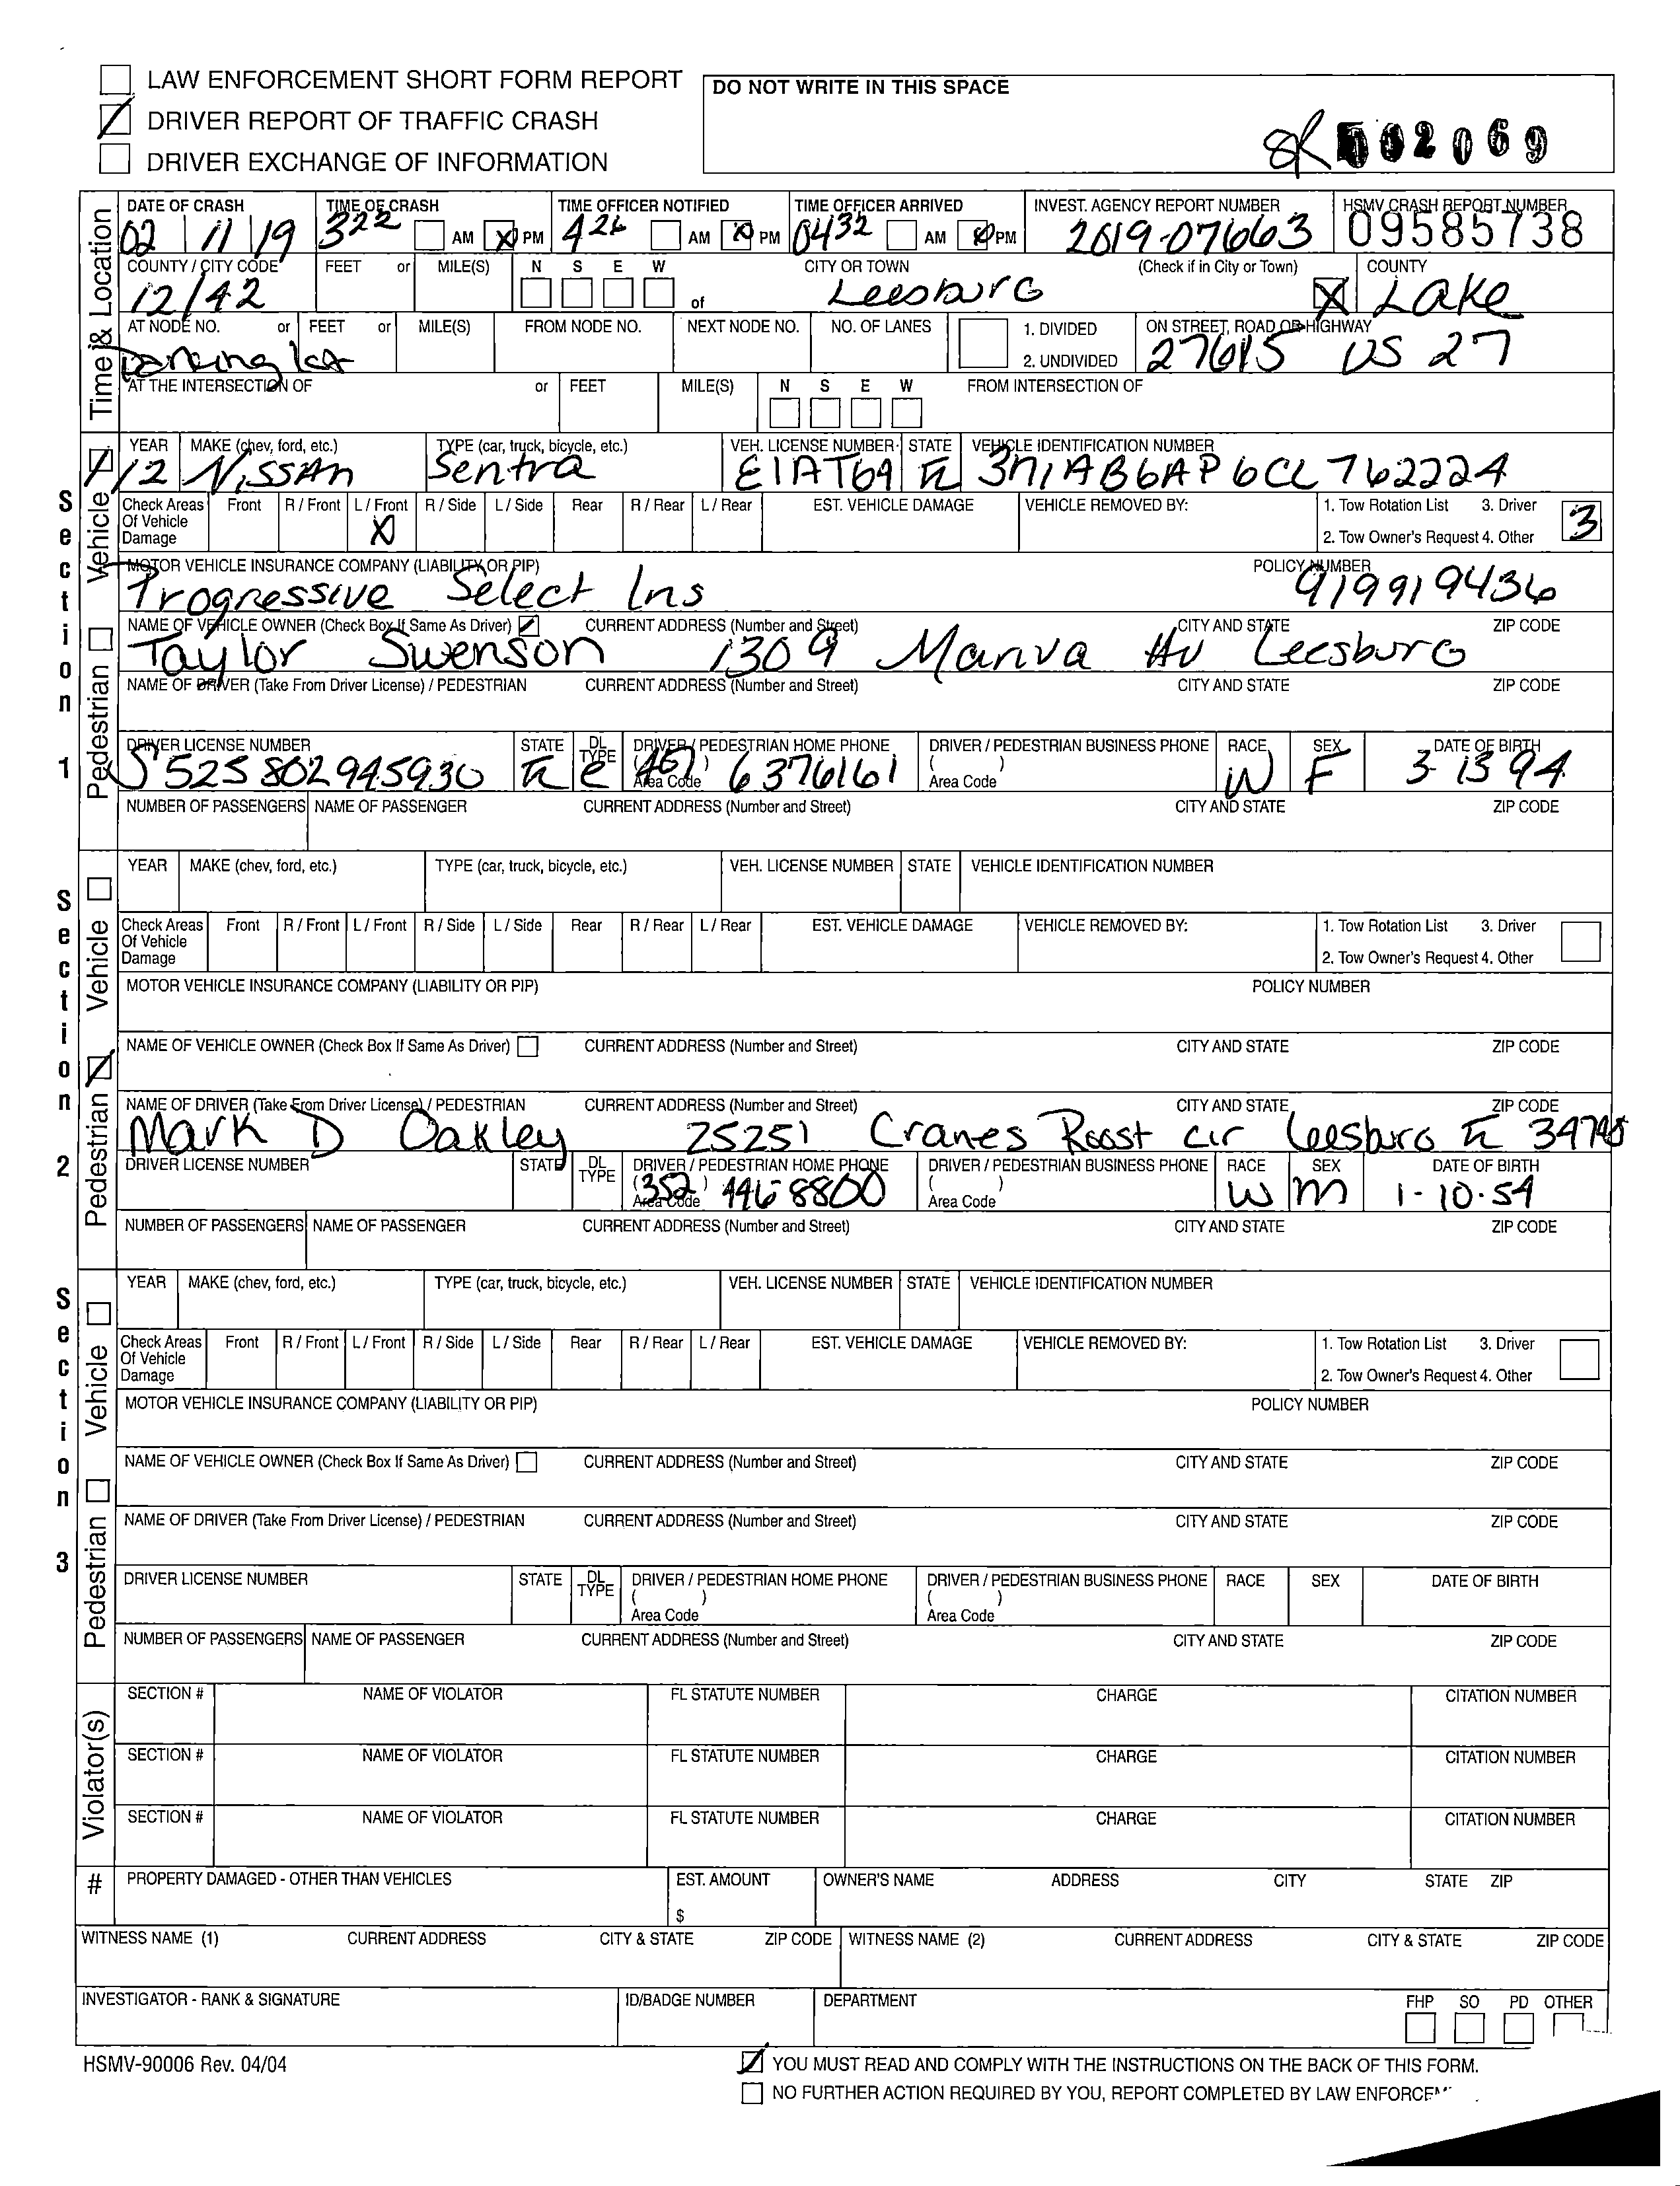 LAW ENFORCEMENT SHORT FORM REPORT
DRIVER REPORT OF TRAFFIC CRASH
DRIVER EXCHANGE OF INFORMATION
DO NOT WRITE IN THIS SPACE
02069
Time & Location
DATE OF CRASH TIME OF CRASH TIME OFFICER NOTIFIED TIME OFFICER ARRIVED INVEST. AGENCY REPORT NUMBER HSMV CRASH REPORT NUMBER
02 11 19 322 AM X PM 426 AM X PM 0432 AM X PM 2019-07663 09585738
COUNTY / CITY CODE FEET or MILE(S) N S E W of CITY OR TOWN (Check if in City or Town) COUNTY
12/42 Leesburg X Lake
AT NODE NO. or FEET or MILE(S) FROM NODE NO. NEXT NODE NO. NO. OF LANES 1. DIVIDED 2. UNDIVIDED ON STREET, ROAD OR HIGHWAY
Parking lot 27615 US 27
AT THE INTERSECTION OF or FEET MILE(S) N S E W FROM INTERSECTION OF
Section 1 Vehicle Pedestrian
YEAR MAKE (chev, ford, etc.) TYPE (car, truck, bicycle, etc.) VEH. LICENSE NUMBER STATE VEHICLE IDENTIFICATION NUMBER
12 Nissan Sentra EIAT69 FL 3N1AB6AP6CL762224
Check Areas Of Vehicle Damage Front R / Front L / Front R / Side L / Side Rear R / Rear L / Rear EST. VEHICLE DAMAGE VEHICLE REMOVED BY: 1. Tow Rotation List 3. Driver
X 2. Tow Owner's Request 4. Other 3
MOTOR VEHICLE INSURANCE COMPANY (LIABILITY OR PIP) POLICY NUMBER
Progressive Select Ins 919919436
NAME OF VEHICLE OWNER (Check Box If Same As Driver) CURRENT ADDRESS (Number and Street) CITY AND STATE ZIP CODE
Taylor Swenson 1309 Manva Av Leesburg
NAME OF DRIVER (Take From Driver License) / PEDESTRIAN CURRENT ADDRESS (Number and Street) CITY AND STATE ZIP CODE
DRIVER LICENSE NUMBER STATE DL TYPE DRIVER / PEDESTRIAN HOME PHONE DRIVER / PEDESTRIAN BUSINESS PHONE RACE SEX DATE OF BIRTH
S525802945930 FL E (407) 6376161 ( ) W F 3-13 94
Area Code Area Code
NUMBER OF PASSENGERS NAME OF PASSENGER CURRENT ADDRESS (Number and Street) CITY AND STATE ZIP CODE
Section 2 Vehicle Pedestrian
YEAR MAKE (chev, ford, etc.) TYPE (car, truck, bicycle, etc.) VEH. LICENSE NUMBER STATE VEHICLE IDENTIFICATION NUMBER
Check Areas Of Vehicle Damage Front R / Front L / Front R / Side L / Side Rear R / Rear L / Rear EST. VEHICLE DAMAGE VEHICLE REMOVED BY: 1. Tow Rotation List 3. Driver
2. Tow Owner's Request 4. Other
MOTOR VEHICLE INSURANCE COMPANY (LIABILITY OR PIP) POLICY NUMBER
NAME OF VEHICLE OWNER (Check Box If Same As Driver) CURRENT ADDRESS (Number and Street) CITY AND STATE ZIP CODE
NAME OF DRIVER (Take From Driver License) / PEDESTRIAN CURRENT ADDRESS (Number and Street) CITY AND STATE ZIP CODE
Mark D Oakley 25251 Cranes Roost cir Leesburg FL 34748
DRIVER LICENSE NUMBER STATE DL TYPE DRIVER / PEDESTRIAN HOME PHONE DRIVER / PEDESTRIAN BUSINESS PHONE RACE SEX DATE OF BIRTH
(352) 446 8800 ( ) W M 1-10-54
Area Code Area Code
NUMBER OF PASSENGERS NAME OF PASSENGER CURRENT ADDRESS (Number and Street) CITY AND STATE ZIP CODE
Section 3 Vehicle Pedestrian
YEAR MAKE (chev, ford, etc.) TYPE (car, truck, bicycle, etc.) VEH. LICENSE NUMBER STATE VEHICLE IDENTIFICATION NUMBER
Check Areas Of Vehicle Damage Front R / Front L / Front R / Side L / Side Rear R / Rear L / Rear EST. VEHICLE DAMAGE VEHICLE REMOVED BY: 1. Tow Rotation List 3. Driver
2. Tow Owner's Request 4. Other
MOTOR VEHICLE INSURANCE COMPANY (LIABILITY OR PIP) POLICY NUMBER
NAME OF VEHICLE OWNER (Check Box If Same As Driver) CURRENT ADDRESS (Number and Street) CITY AND STATE ZIP CODE
NAME OF DRIVER (Take From Driver License) / PEDESTRIAN CURRENT ADDRESS (Number and Street) CITY AND STATE ZIP CODE
DRIVER LICENSE NUMBER STATE DL TYPE DRIVER / PEDESTRIAN HOME PHONE DRIVER / PEDESTRIAN BUSINESS PHONE RACE SEX DATE OF BIRTH
( ) ( )
Area Code Area Code
NUMBER OF PASSENGERS NAME OF PASSENGER CURRENT ADDRESS (Number and Street) CITY AND STATE ZIP CODE
Violator(s)
SECTION # NAME OF VIOLATOR FL STATUTE NUMBER CHARGE CITATION NUMBER
SECTION # NAME OF VIOLATOR FL STATUTE NUMBER CHARGE CITATION NUMBER
SECTION # NAME OF VIOLATOR FL STATUTE NUMBER CHARGE CITATION NUMBER
# PROPERTY DAMAGED - OTHER THAN VEHICLES EST. AMOUNT OWNER'S NAME ADDRESS CITY STATE ZIP
$
WITNESS NAME (1) CURRENT ADDRESS CITY & STATE ZIP CODE WITNESS NAME (2) CURRENT ADDRESS CITY & STATE ZIP CODE
INVESTIGATOR - RANK & SIGNATURE ID/BADGE NUMBER DEPARTMENT FHP SO PD OTHER
HSMV-90006 Rev. 04/04
YOU MUST READ AND COMPLY WITH THE INSTRUCTIONS ON THE BACK OF THIS FORM.
NO FURTHER ACTION REQUIRED BY YOU, REPORT COMPLETED BY LAW ENFORCEM